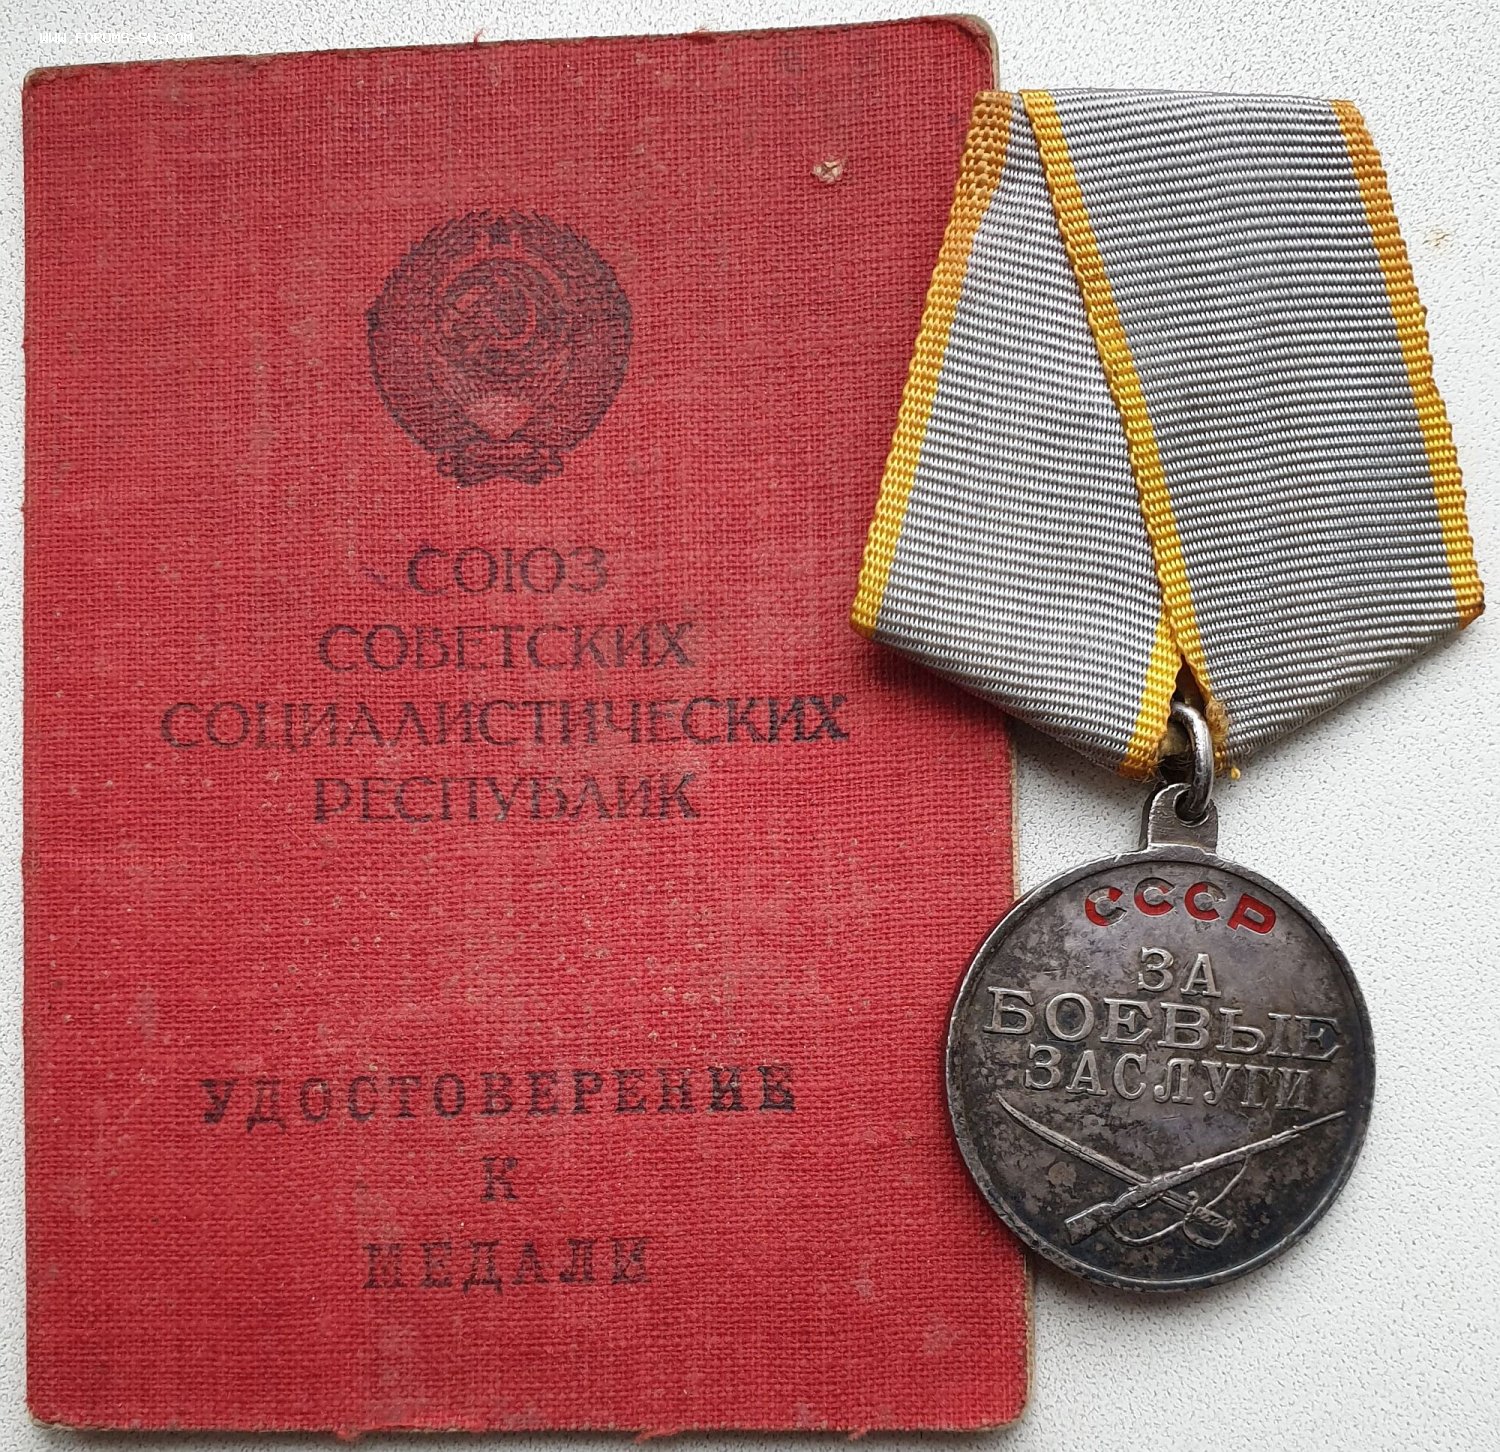 СОЮЗ
СОВЕТСКИХ
СОЦИАЛИСТИЧЕСКИХ
РЕСПУБЛИК
УДОСТОВЕРЕНИЕ
К
МЕДАЛИ
СССР
ЗА
БОЕВЫЕ
ЗАСЛУГИ